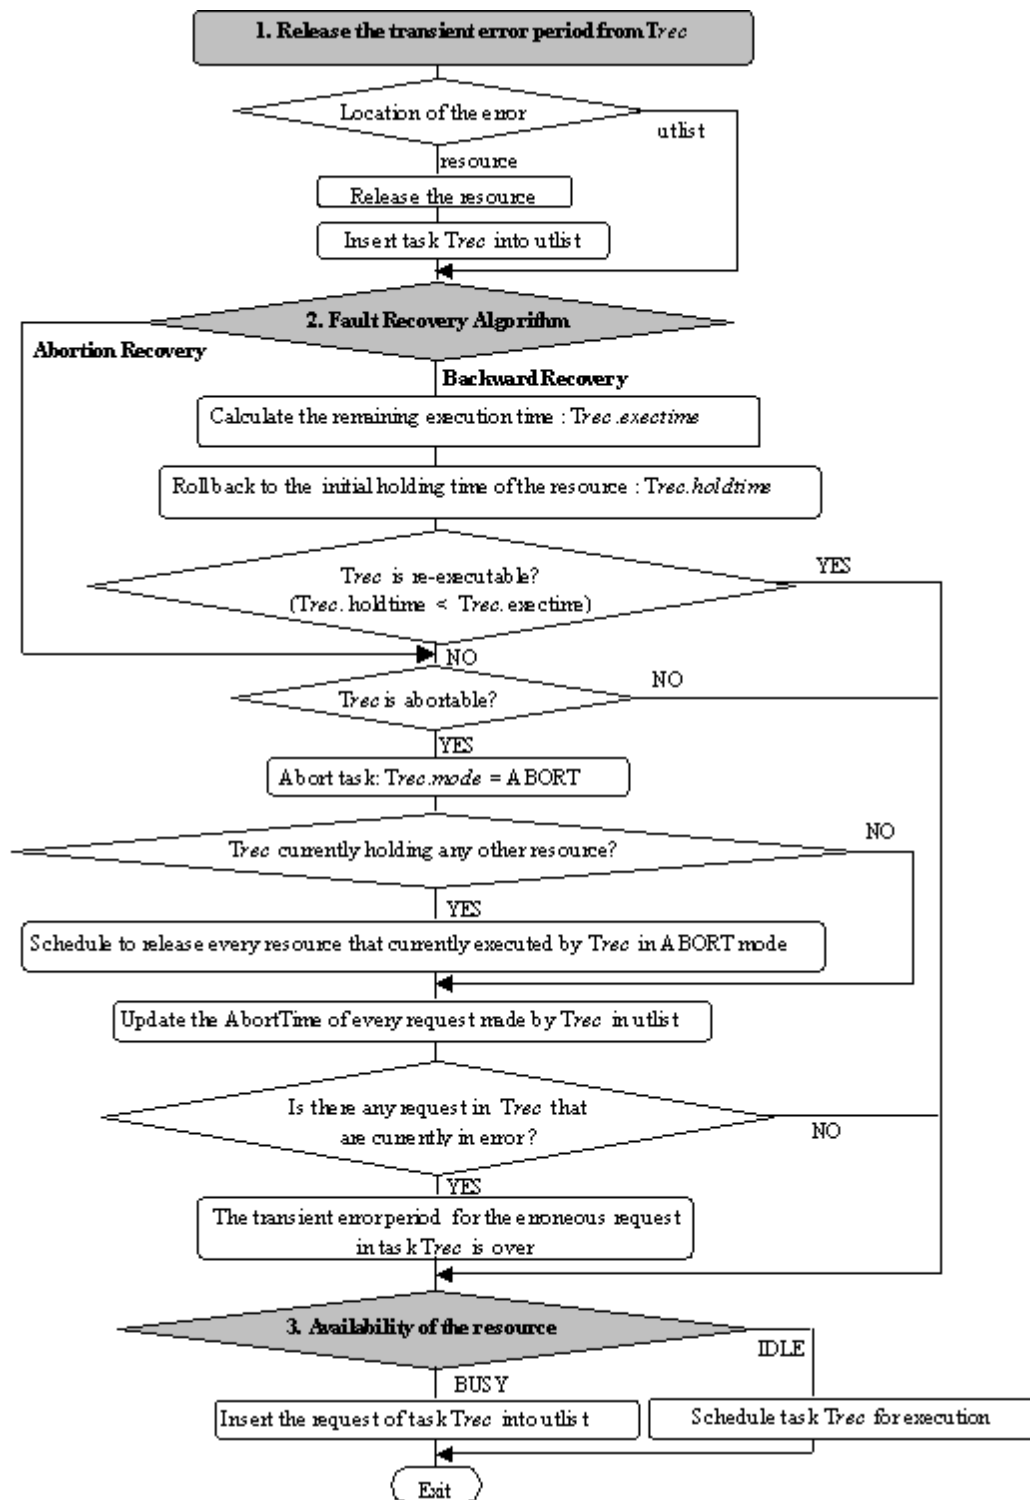 1. Release the transient error period from Trec
Location of the error
utlist
resource
Release the resource
Insert task Trec into utlist
2. Fault Recovery Algorithm
Abortion Recovery
Backward Recovery
Calculate the remaining execution time : Trec.exectime
Rollback to the initial holding time of the resource : Trec.holdtime
Trec is re-executable?
YES
(Trec.holdtime < Trec.exectime)
NO
Trec is abortable?
NO
YES
Abort task: Trec.mode = ABORT
Trec currently holding any other resource?
NO
YES
Schedule to release every resource that currently executed by Trec in ABORT mode
Update the AbortTime of every request made by Trec in utlist
Is there any request in Trec that
are currently in error?
NO
YES
The transient error period for the erroneous request
in task Trec is over
3. Availability of the resource
IDLE
BUSY
Insert the request of task Trec into utlist
Schedule task Trec for execution
Exit